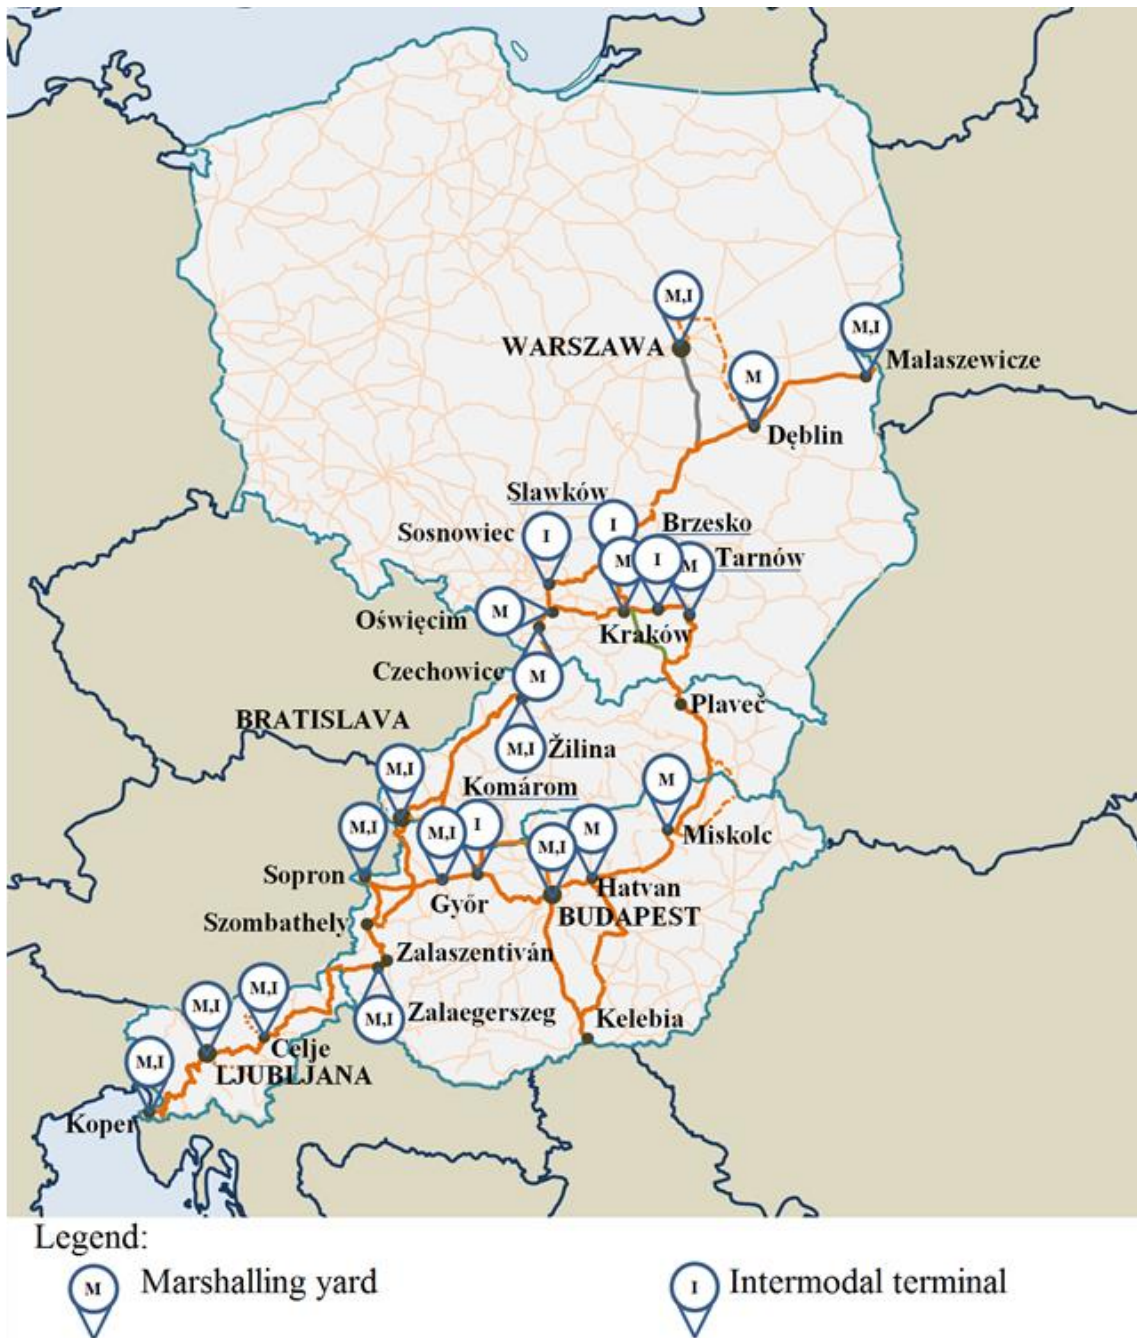 M,I
WARSZAWA
M,I
Malaszewicze
M
Dęblin
Slawków
I
Sosnowiec
I
Brzesko
M
I
M
Tarnów
Oświęcim
M
Kraków
Czechowice
M
Plaveč
BRATISLAVA
M,I
Žilina
M,I
Komárom
M
Miskolc
M,I
M,I
I
M,I
M
Sopron
Győr
Hatvan
BUDAPEST
Szombathely
Zalaszentiván
M,I
Zalaegerszeg
Kelebia
M,I
M,I
Celje
LJUBLJANA
M,I
Koper
Legend:
M
Marshalling yard
I
Intermodal terminal